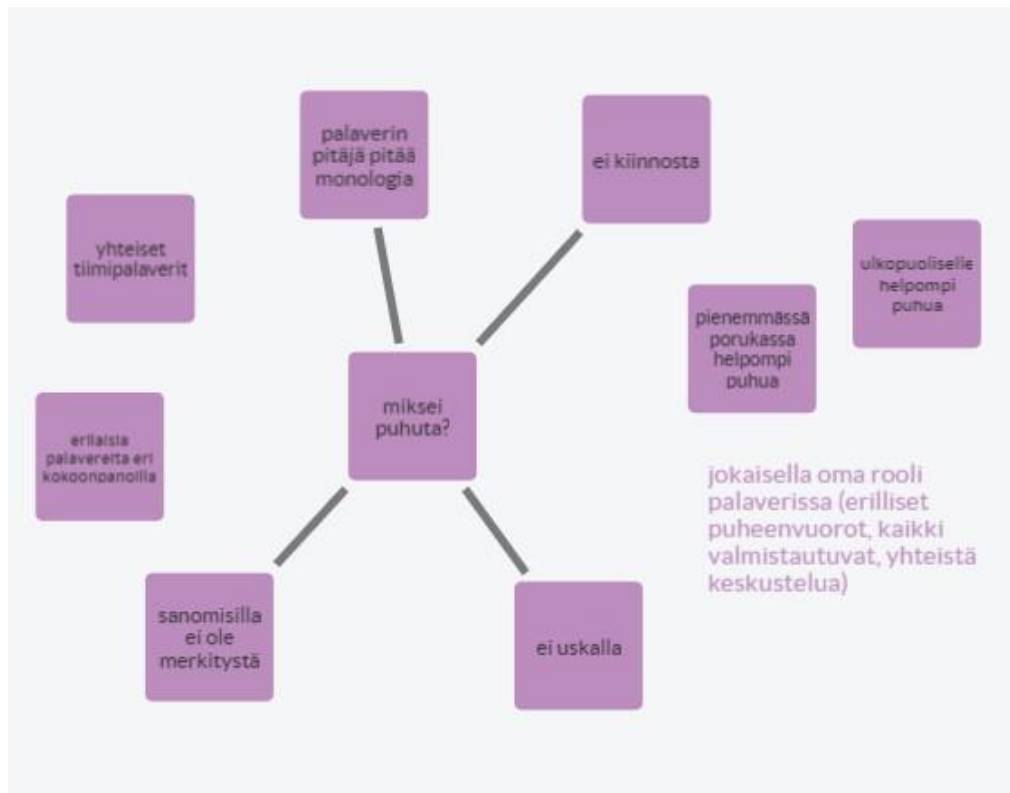 palaverin
pitäjä pitää
monologia
ei kiinnosta
yhteiset
tiimipalaverit
ulkopuoliselle
helpompi
puhua
pienemmässä
porukassa
helpompi
puhua
miksei
puhuta?
erilaisia
palavereita eri
kokoonpanoilla
jokaisella oma rooli
palaverissa (erilliset
puheenvuorot, kaikki
valmistautuvat, yhteistä
keskustelua)
sanomisilla
ei ole
merkitystä
ei uskalla